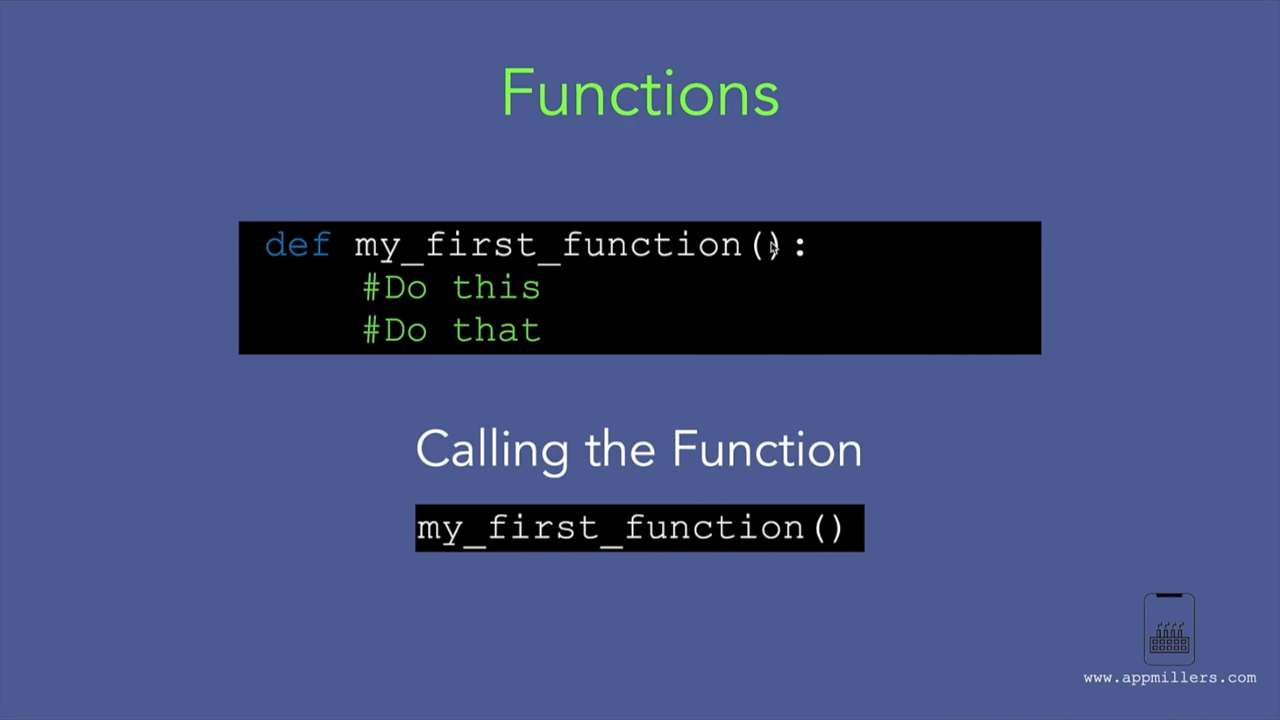 Functions
def my_first_function():
#Do this
#Do that
Calling the Function
my_first_function()
www.appmillers.com